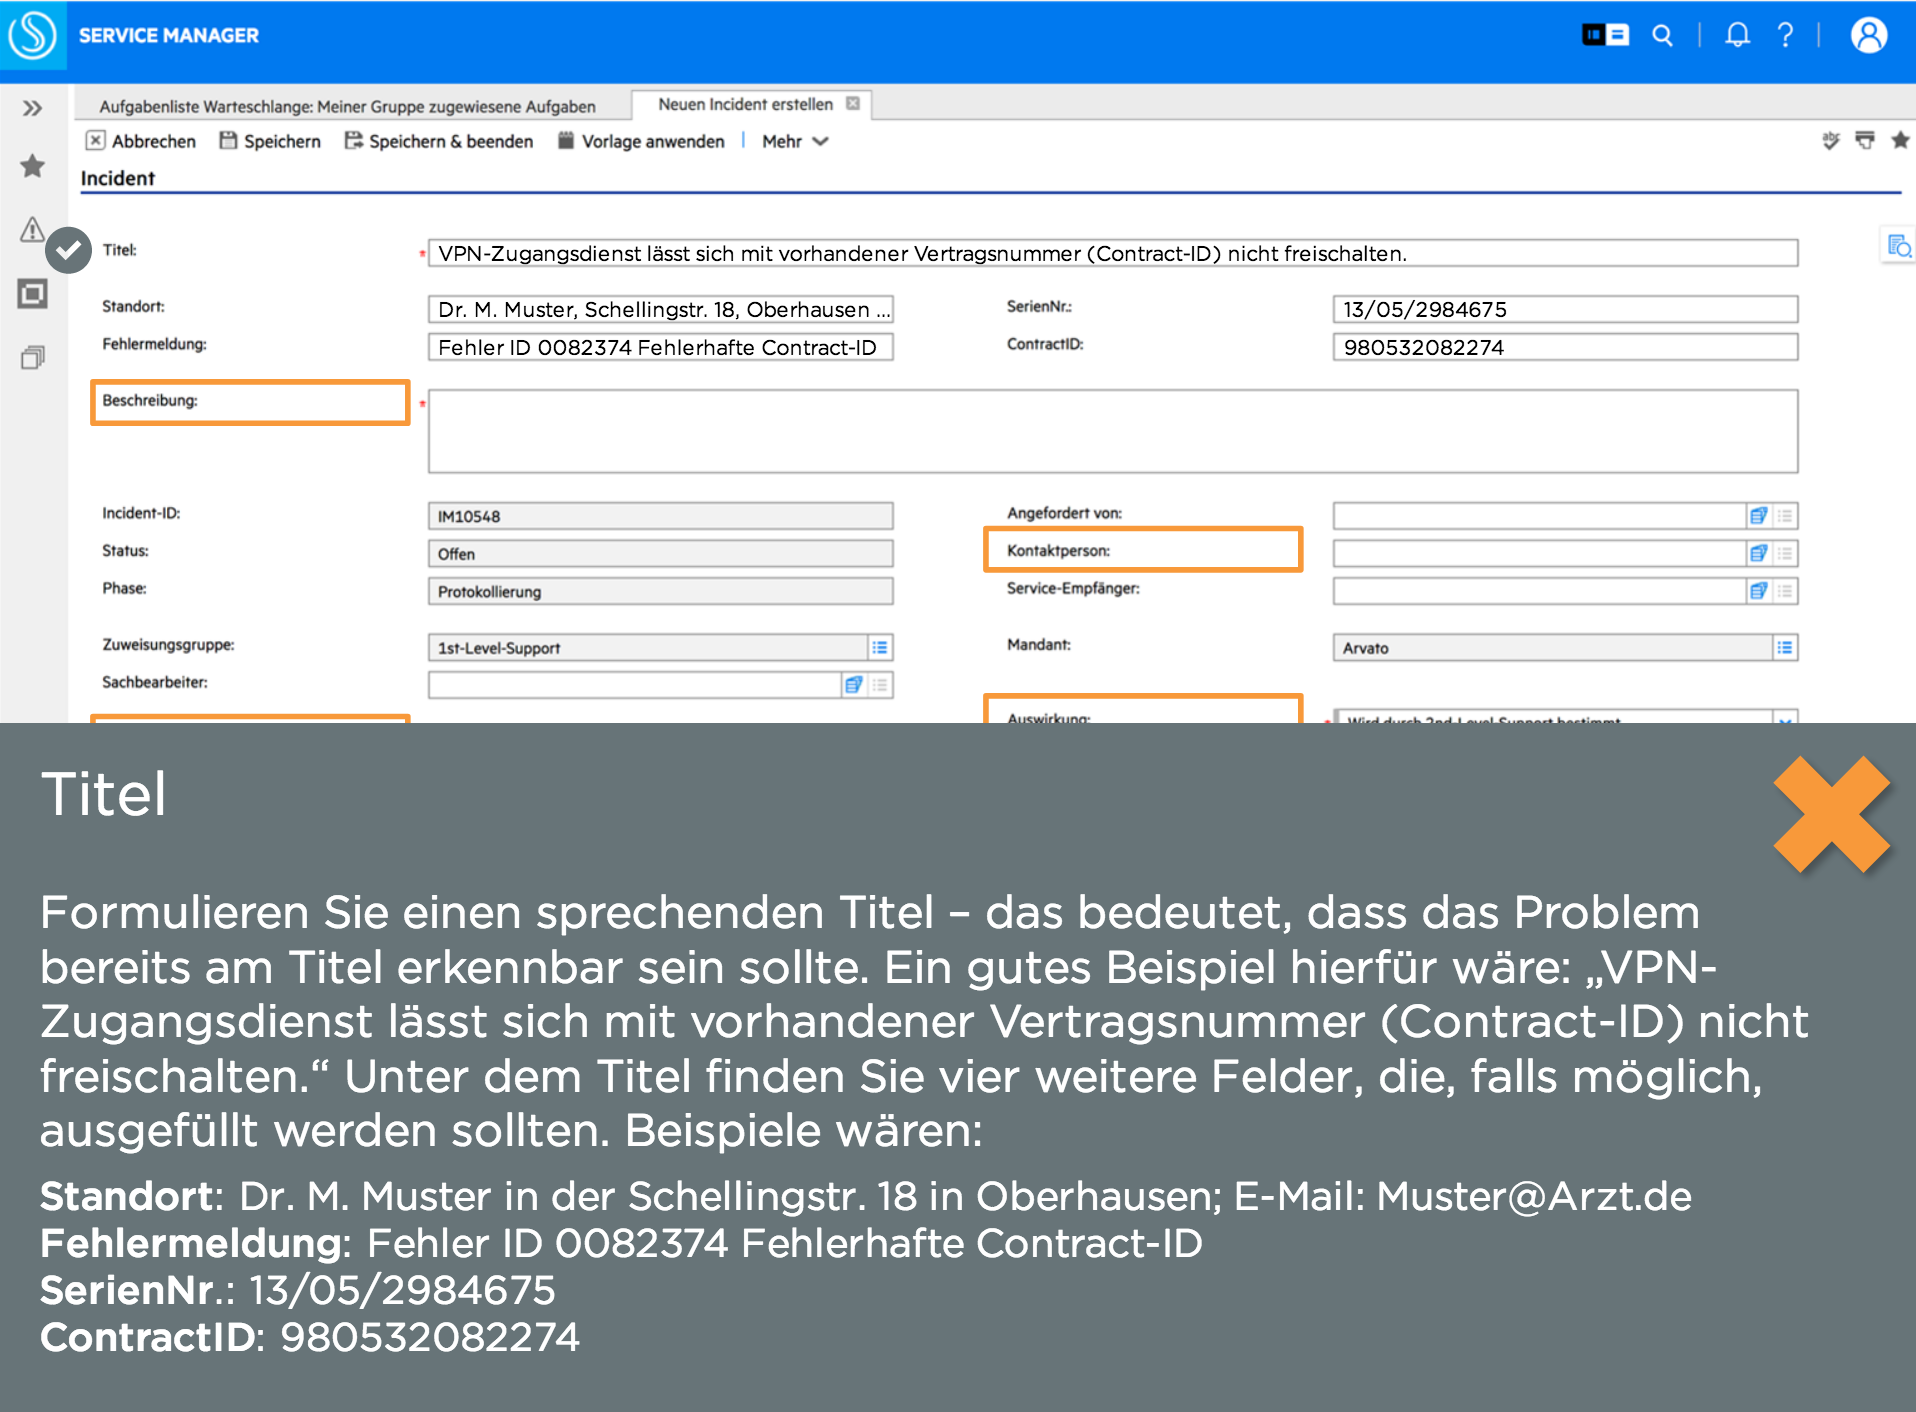 SERVICE MANAGER
Aufgabenliste Warteschlange: Meiner Gruppe zugewiesene Aufgaben
Neuen Incident erstellen
Abbrechen Speichern Speichern & beenden Vorlage anwenden Mehr
Incident
Titel: * VPN-Zugangsdienst lässt sich mit vorhandener Vertragsnummer (Contract-ID) nicht freischalten.
Standort: Dr. M. Muster, Schellingstr. 18, Oberhausen ... SerienNr.: 13/05/2984675
Fehlermeldung: Fehler ID 0082374 Fehlerhafte Contract-ID ContractID: 980532082274
Beschreibung: *
Incident-ID: IM10548 Angefordert von:
Status: Offen Kontaktperson:
Phase: Protokollierung Service-Empfänger:
Zuweisungsgruppe: 1st-Level-Support Mandant: Arvato
Sachbearbeiter:
Auswirkung: * Wird durch 2nd-Level-Support bestimmt
Titel
Formulieren Sie einen sprechenden Titel – das bedeutet, dass das Problem
bereits am Titel erkennbar sein sollte. Ein gutes Beispiel hierfür wäre: „VPN-
Zugangsdienst lässt sich mit vorhandener Vertragsnummer (Contract-ID) nicht
freischalten.“ Unter dem Titel finden Sie vier weitere Felder, die, falls möglich,
ausgefüllt werden sollten. Beispiele wären:
Standort: Dr. M. Muster in der Schellingstr. 18 in Oberhausen; E-Mail: Muster@Arzt.de
Fehlermeldung: Fehler ID 0082374 Fehlerhafte Contract-ID
SerienNr.: 13/05/2984675
ContractID: 980532082274